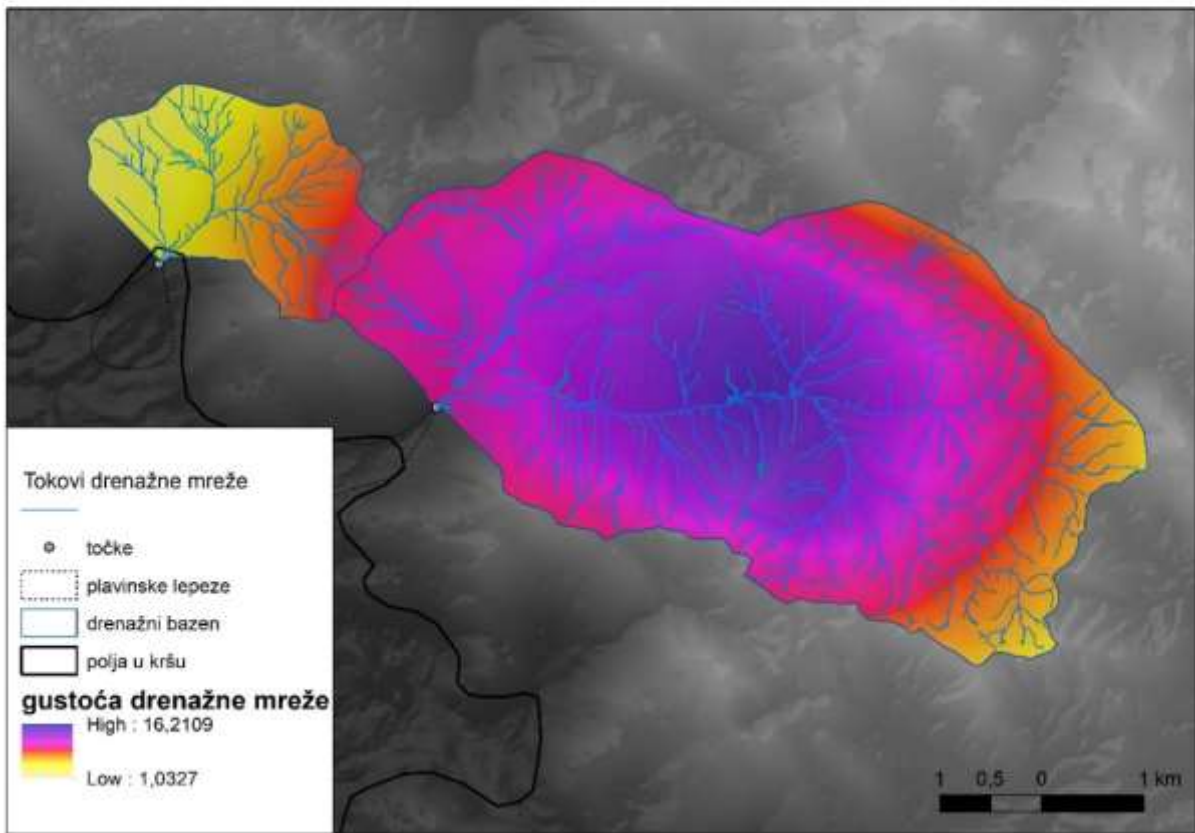 Tokovi drenažne mreže
točke
plavinske lepeze
drenažni bazen
polja u kršu
gustoća drenažne mreže
High : 16,2109
Low : 1,0327
1 0,5 0 1 km